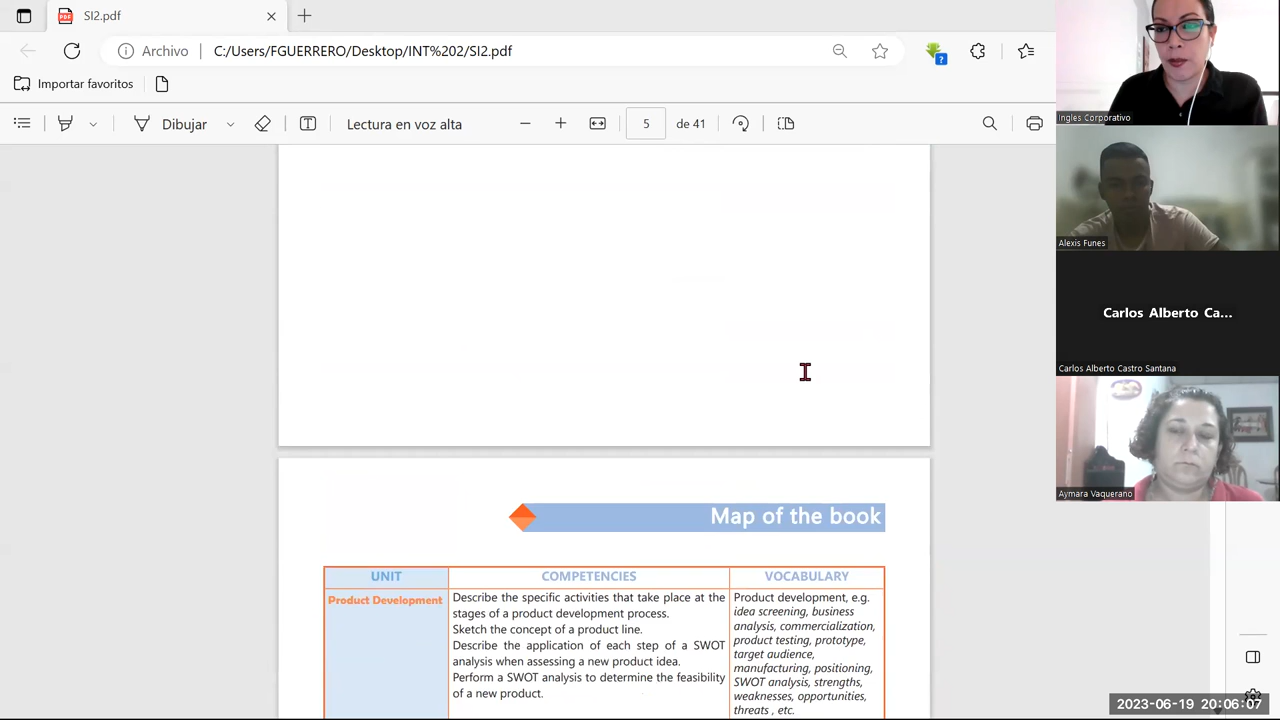 SI2.pdf
Archivo
C:/Users/FGUERRERO/Desktop/INT%202/SI2.pdf
Importar favoritos
Dibujar
Lectura en voz alta
5
de 41
Map of the book
UNIT
COMPETENCIES
VOCABULARY
Product Development
Describe the specific activities that take place at the
stages of a product development process.
Sketch the concept of a product line.
Describe the application of each step of a SWOT
analysis when assessing a new product idea.
Perform a SWOT analysis to determine the feasibility
of a new product.
Product development, e.g.
idea screening, business
analysis, commercialization,
product testing, prototype,
target audience,
manufacturing, positioning,
SWOT analysis, strengths,
weaknesses, opportunities,
threats , etc.
Ingles Corporativo
Alexis Funes
Carlos Alberto Ca...
Carlos Alberto Castro Santana
Aymara Vaquerano
2023-06-19 20:06:07